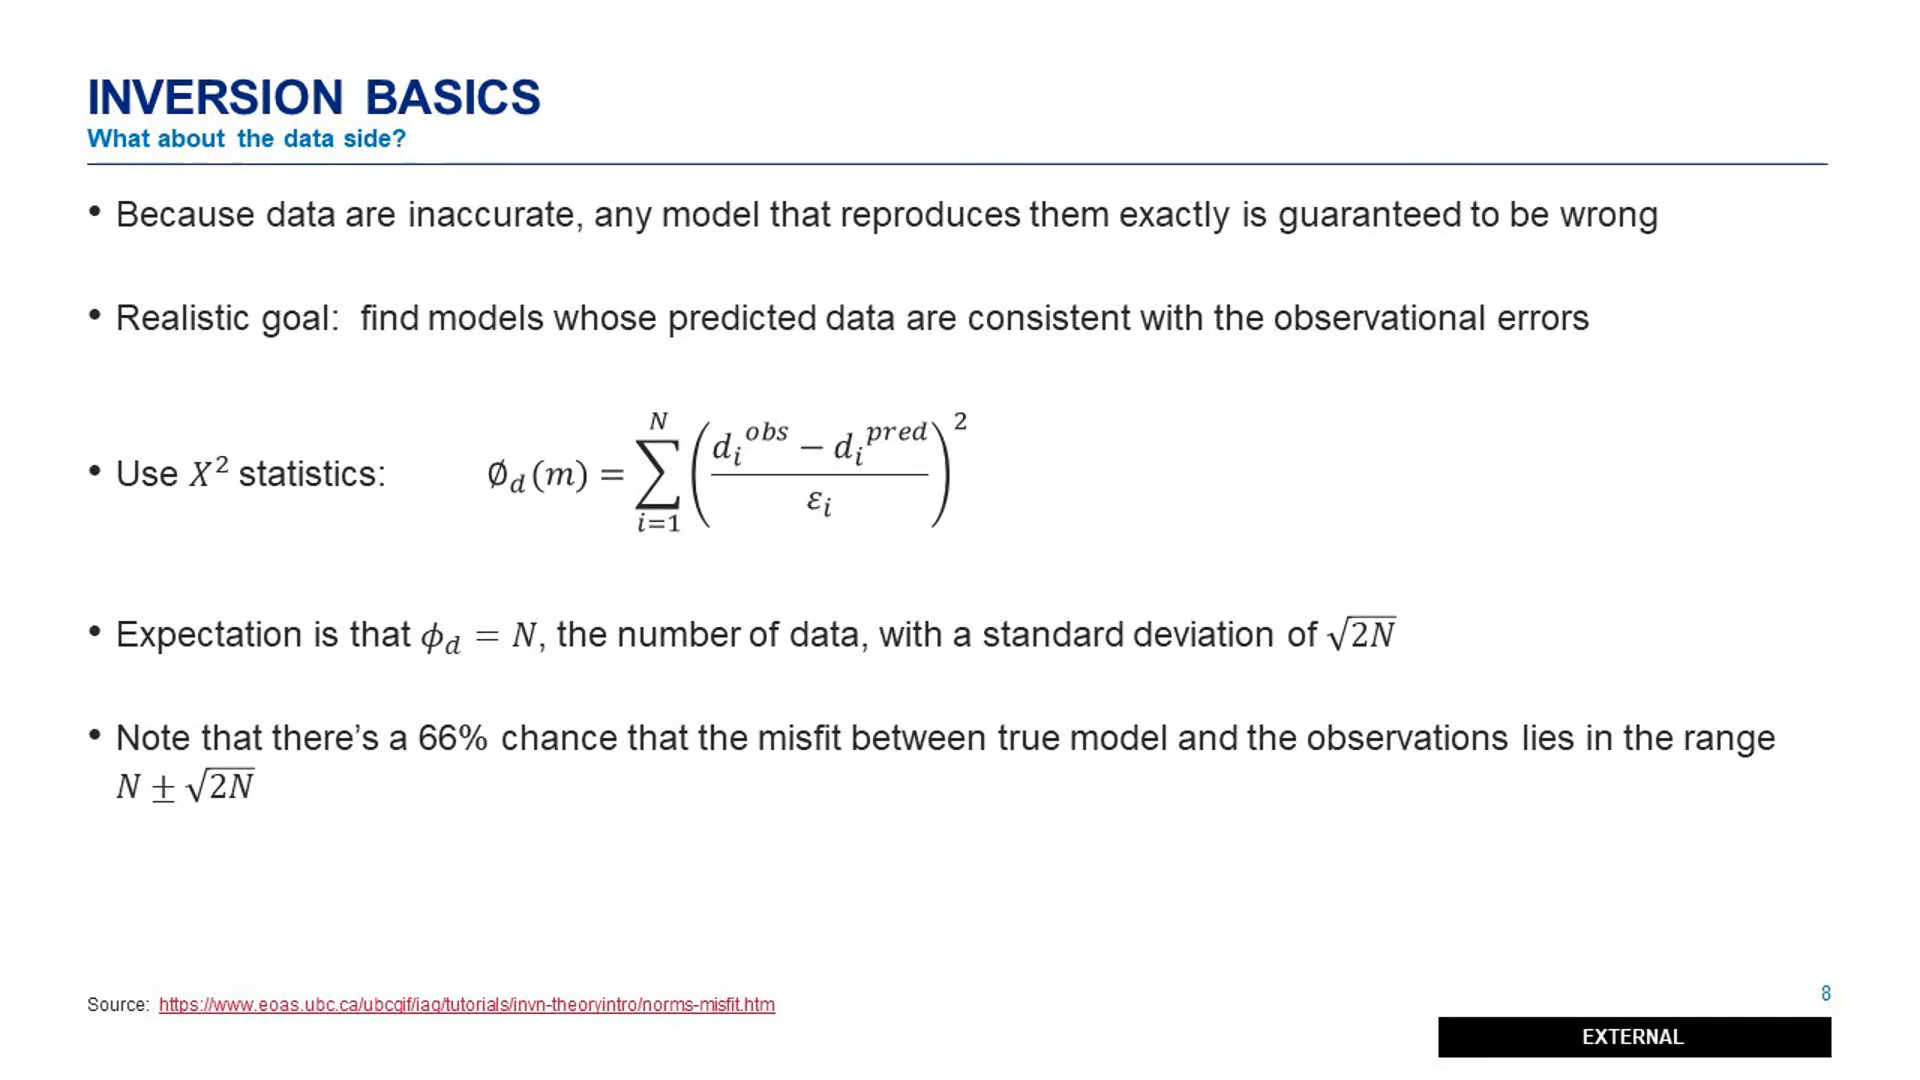 INVERSION BASICS
What about the data side?
• Because data are inaccurate, any model that reproduces them exactly is guaranteed to be wrong
• Realistic goal: find models whose predicted data are consistent with the observational errors
• Use X² statistics: ∅_d(m) = ∑_{i=1}^{N} ((d_i^{obs} − d_i^{pred}) / ε_i)²
• Expectation is that ϕ_d = N, the number of data, with a standard deviation of √2N
• Note that there’s a 66% chance that the misfit between true model and the observations lies in the range
N ± √2N
Source: https://www.eoas.ubc.ca/ubcgif/iag/tutorials/invn-theoryintro/norms-misfit.htm
8
EXTERNAL